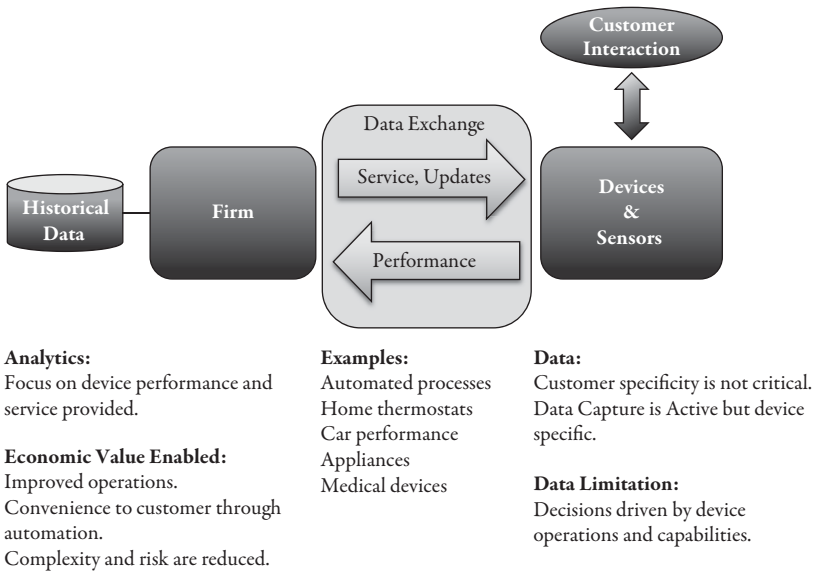 Customer
Interaction
Data Exchange
Service, Updates
Performance
Historical
Data
Firm
Devices
&
Sensors
Analytics:
Focus on device performance and
service provided.
Economic Value Enabled:
Improved operations.
Convenience to customer through
automation.
Complexity and risk are reduced.
Examples:
Automated processes
Home thermostats
Car performance
Appliances
Medical devices
Data:
Customer specificity is not critical.
Data Capture is Active but device
specific.
Data Limitation:
Decisions driven by device
operations and capabilities.